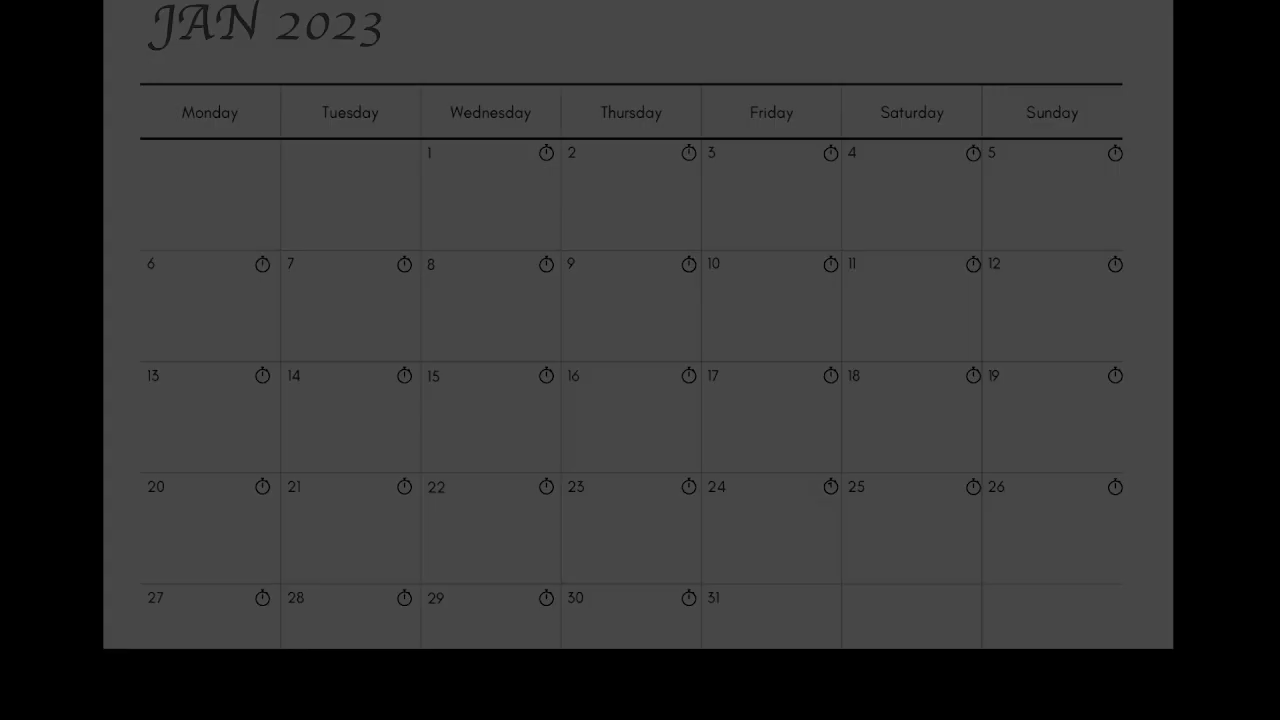 JAN 2023
Monday Tuesday Wednesday Thursday Friday Saturday Sunday
1 2 3 4 5
6 7 8 9 10 11 12
13 14 15 16 17 18 19
20 21 22 23 24 25 26
27 28 29 30 31